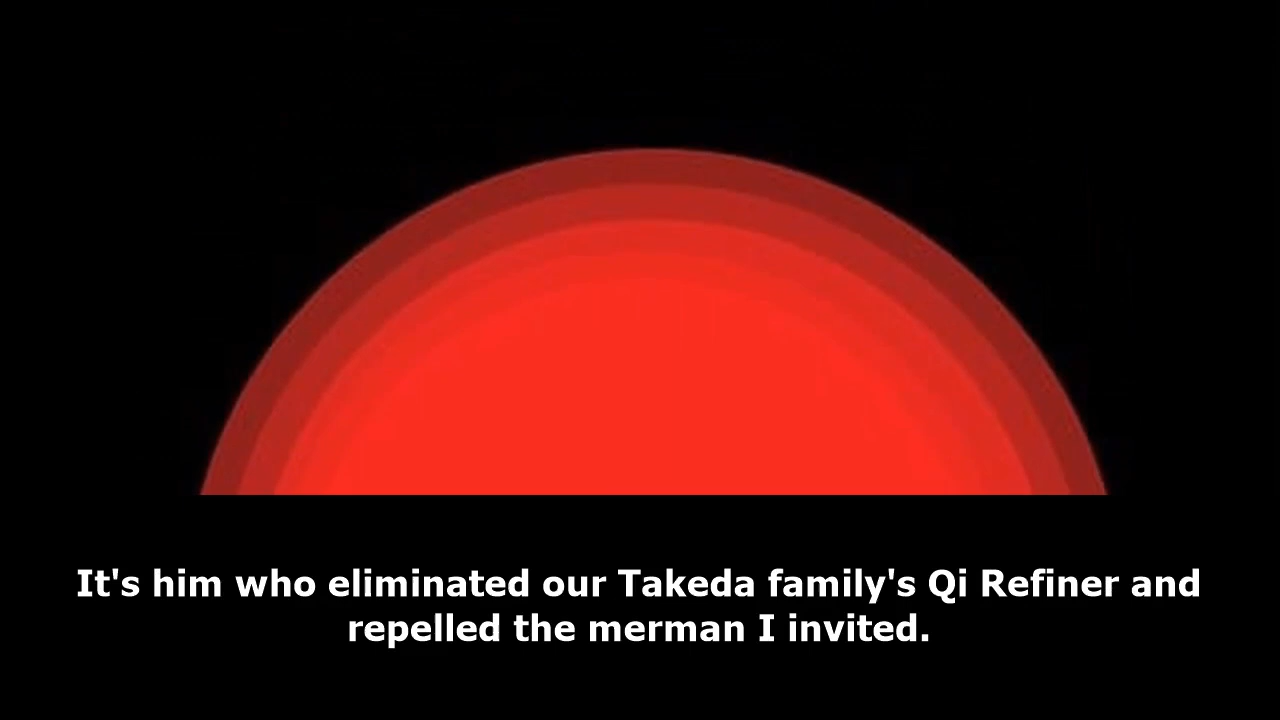 It's him who eliminated our Takeda family's Qi Refiner and
repelled the merman I invited.